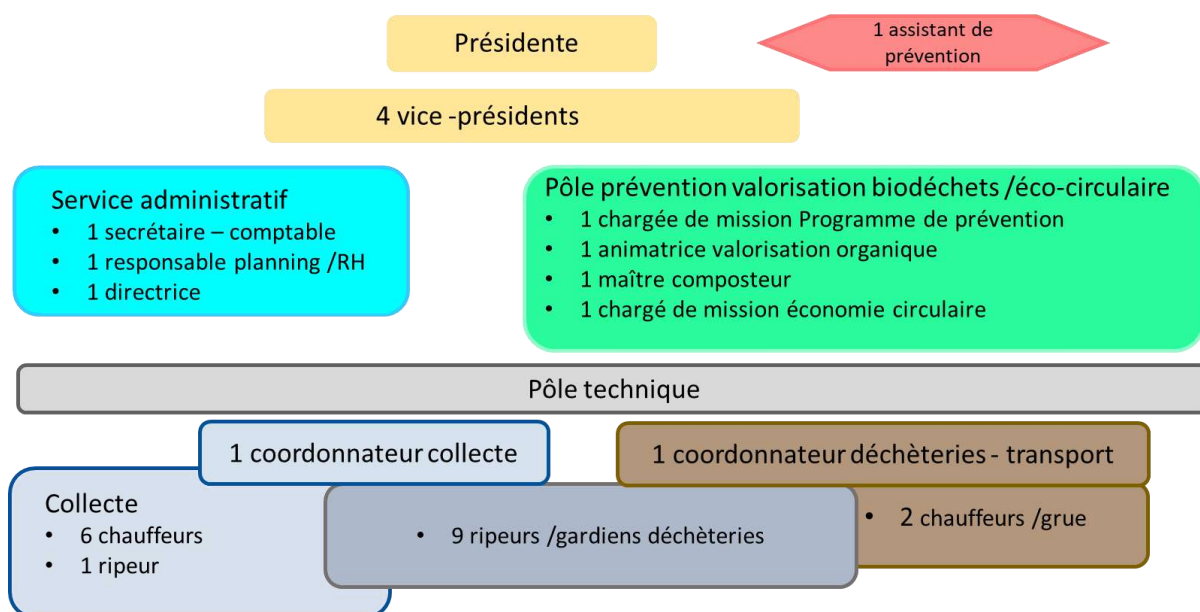 Présidente
1 assistant de
prévention
4 vice -présidents
Service administratif
• 1 secrétaire – comptable
• 1 responsable planning /RH
• 1 directrice
Pôle prévention valorisation biodéchets /éco-circulaire
• 1 chargée de mission Programme de prévention
• 1 animatrice valorisation organique
• 1 maître composteur
• 1 chargé de mission économie circulaire
Pôle technique
1 coordonnateur collecte
1 coordonnateur déchèteries - transport
Collecte
• 6 chauffeurs
• 1 ripeur
• 9 ripeurs /gardiens déchèteries
• 2 chauffeurs /grue